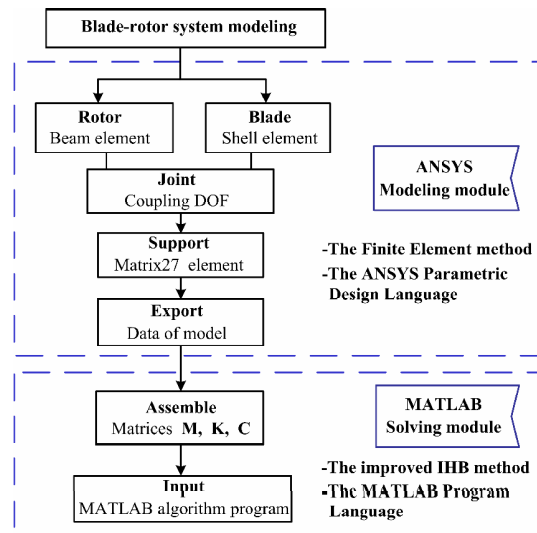 Blade-rotor system modeling
Rotor
Beam element
Blade
Shell element
Joint
Coupling DOF
Support
Matrix27 element
Export
Data of model
ANSYS
Modeling module
-The Finite Element method
-The ANSYS Parametric
Design Language
Assemble
Matrices M, K, C
Input
MATLAB algorithm program
MATLAB
Solving module
-The improved IHB method
-The MATLAB Program
Language